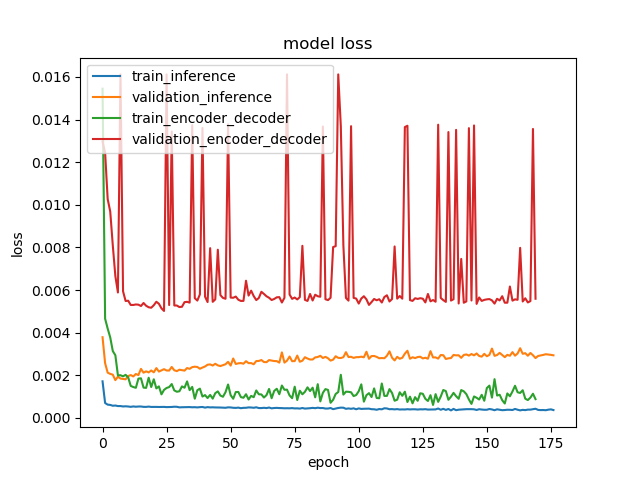 model loss
train_inference
validation_inference
train_encoder_decoder
validation_encoder_decoder
loss
0.016
0.014
0.012
0.010
0.008
0.006
0.004
0.002
0.000
0 25 50 75 100 125 150 175
epoch